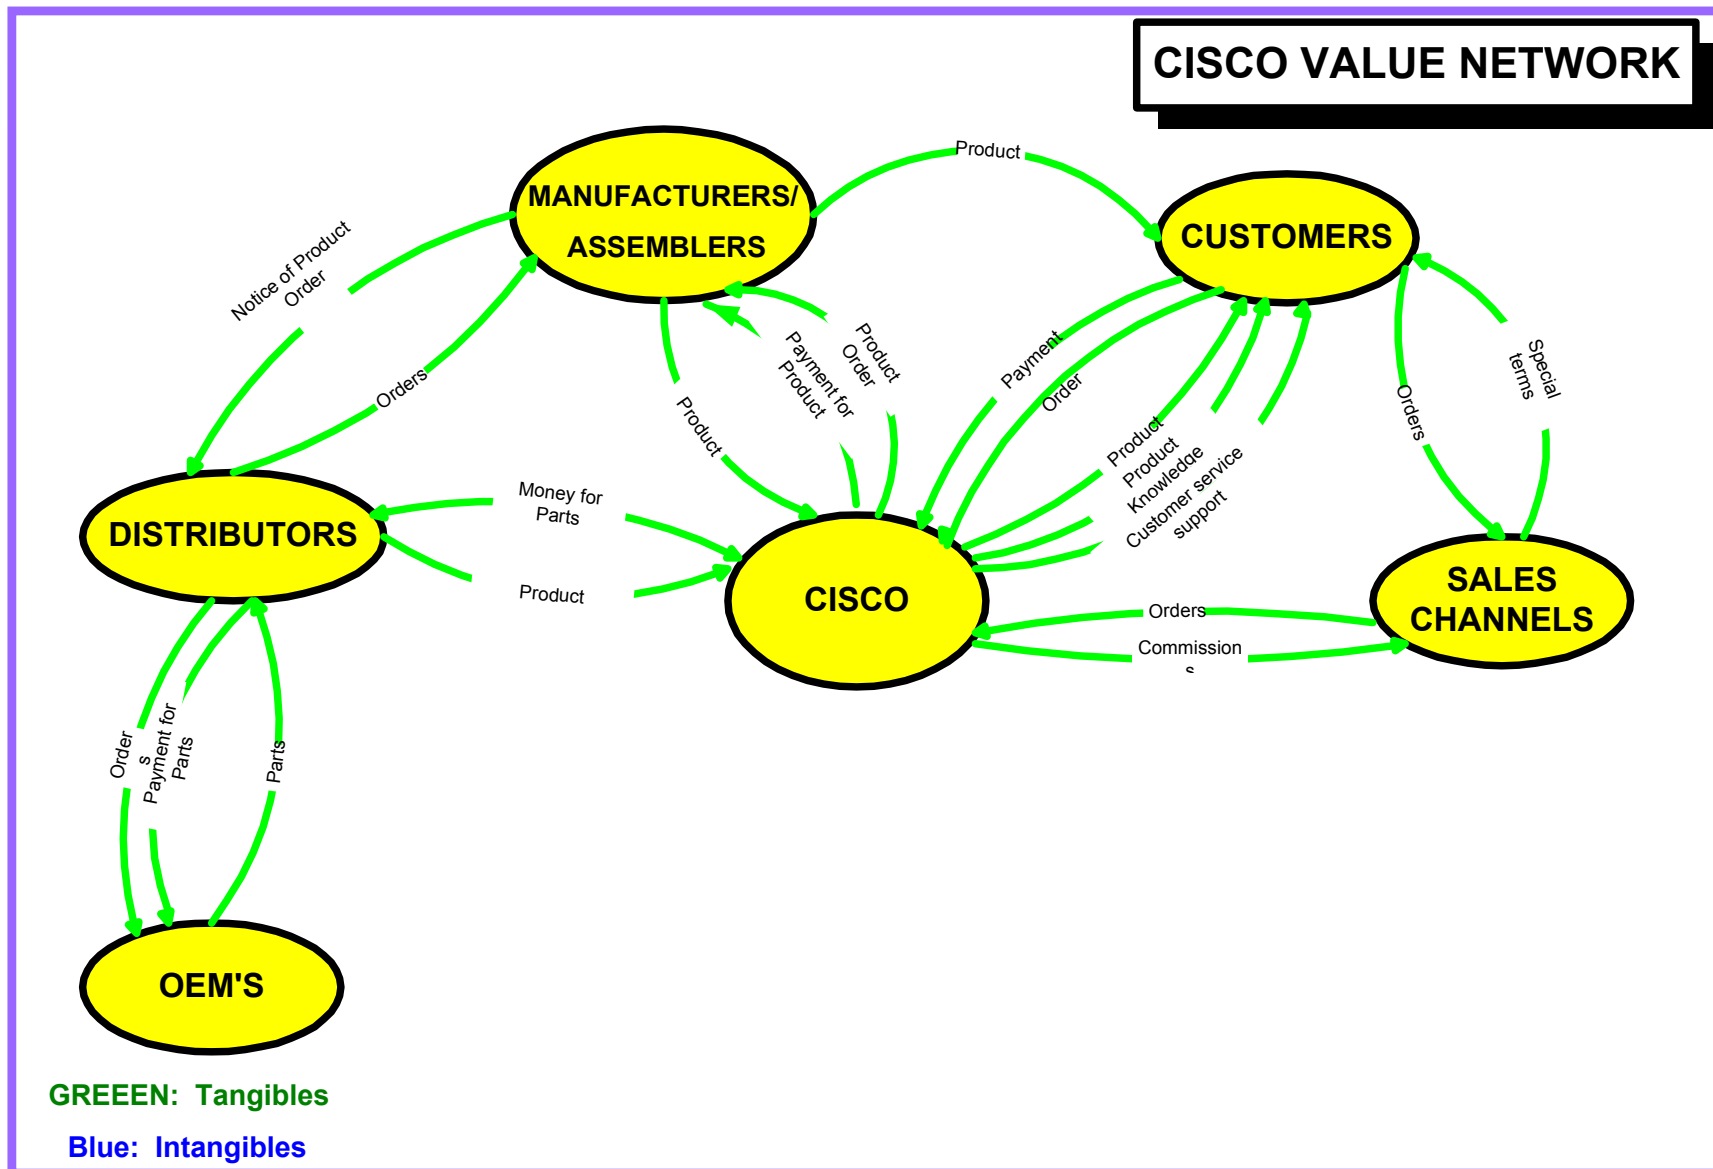 CISCO VALUE NETWORK
Product
MANUFACTURERS/
ASSEMBLERS
CUSTOMERS
Notice of Product
Order
Orders
Product
Payment for
Product
Product
Order
Payment
Order
Product
Product
Knowledge
Customer service
support
Orders
Special
terms
DISTRIBUTORS
Money for
Parts
Product
CISCO
SALES
CHANNELS
Orders
Commission
s
Order
s
Payment for
Parts
Parts
OEM'S
GREEEN: Tangibles
Blue: Intangibles